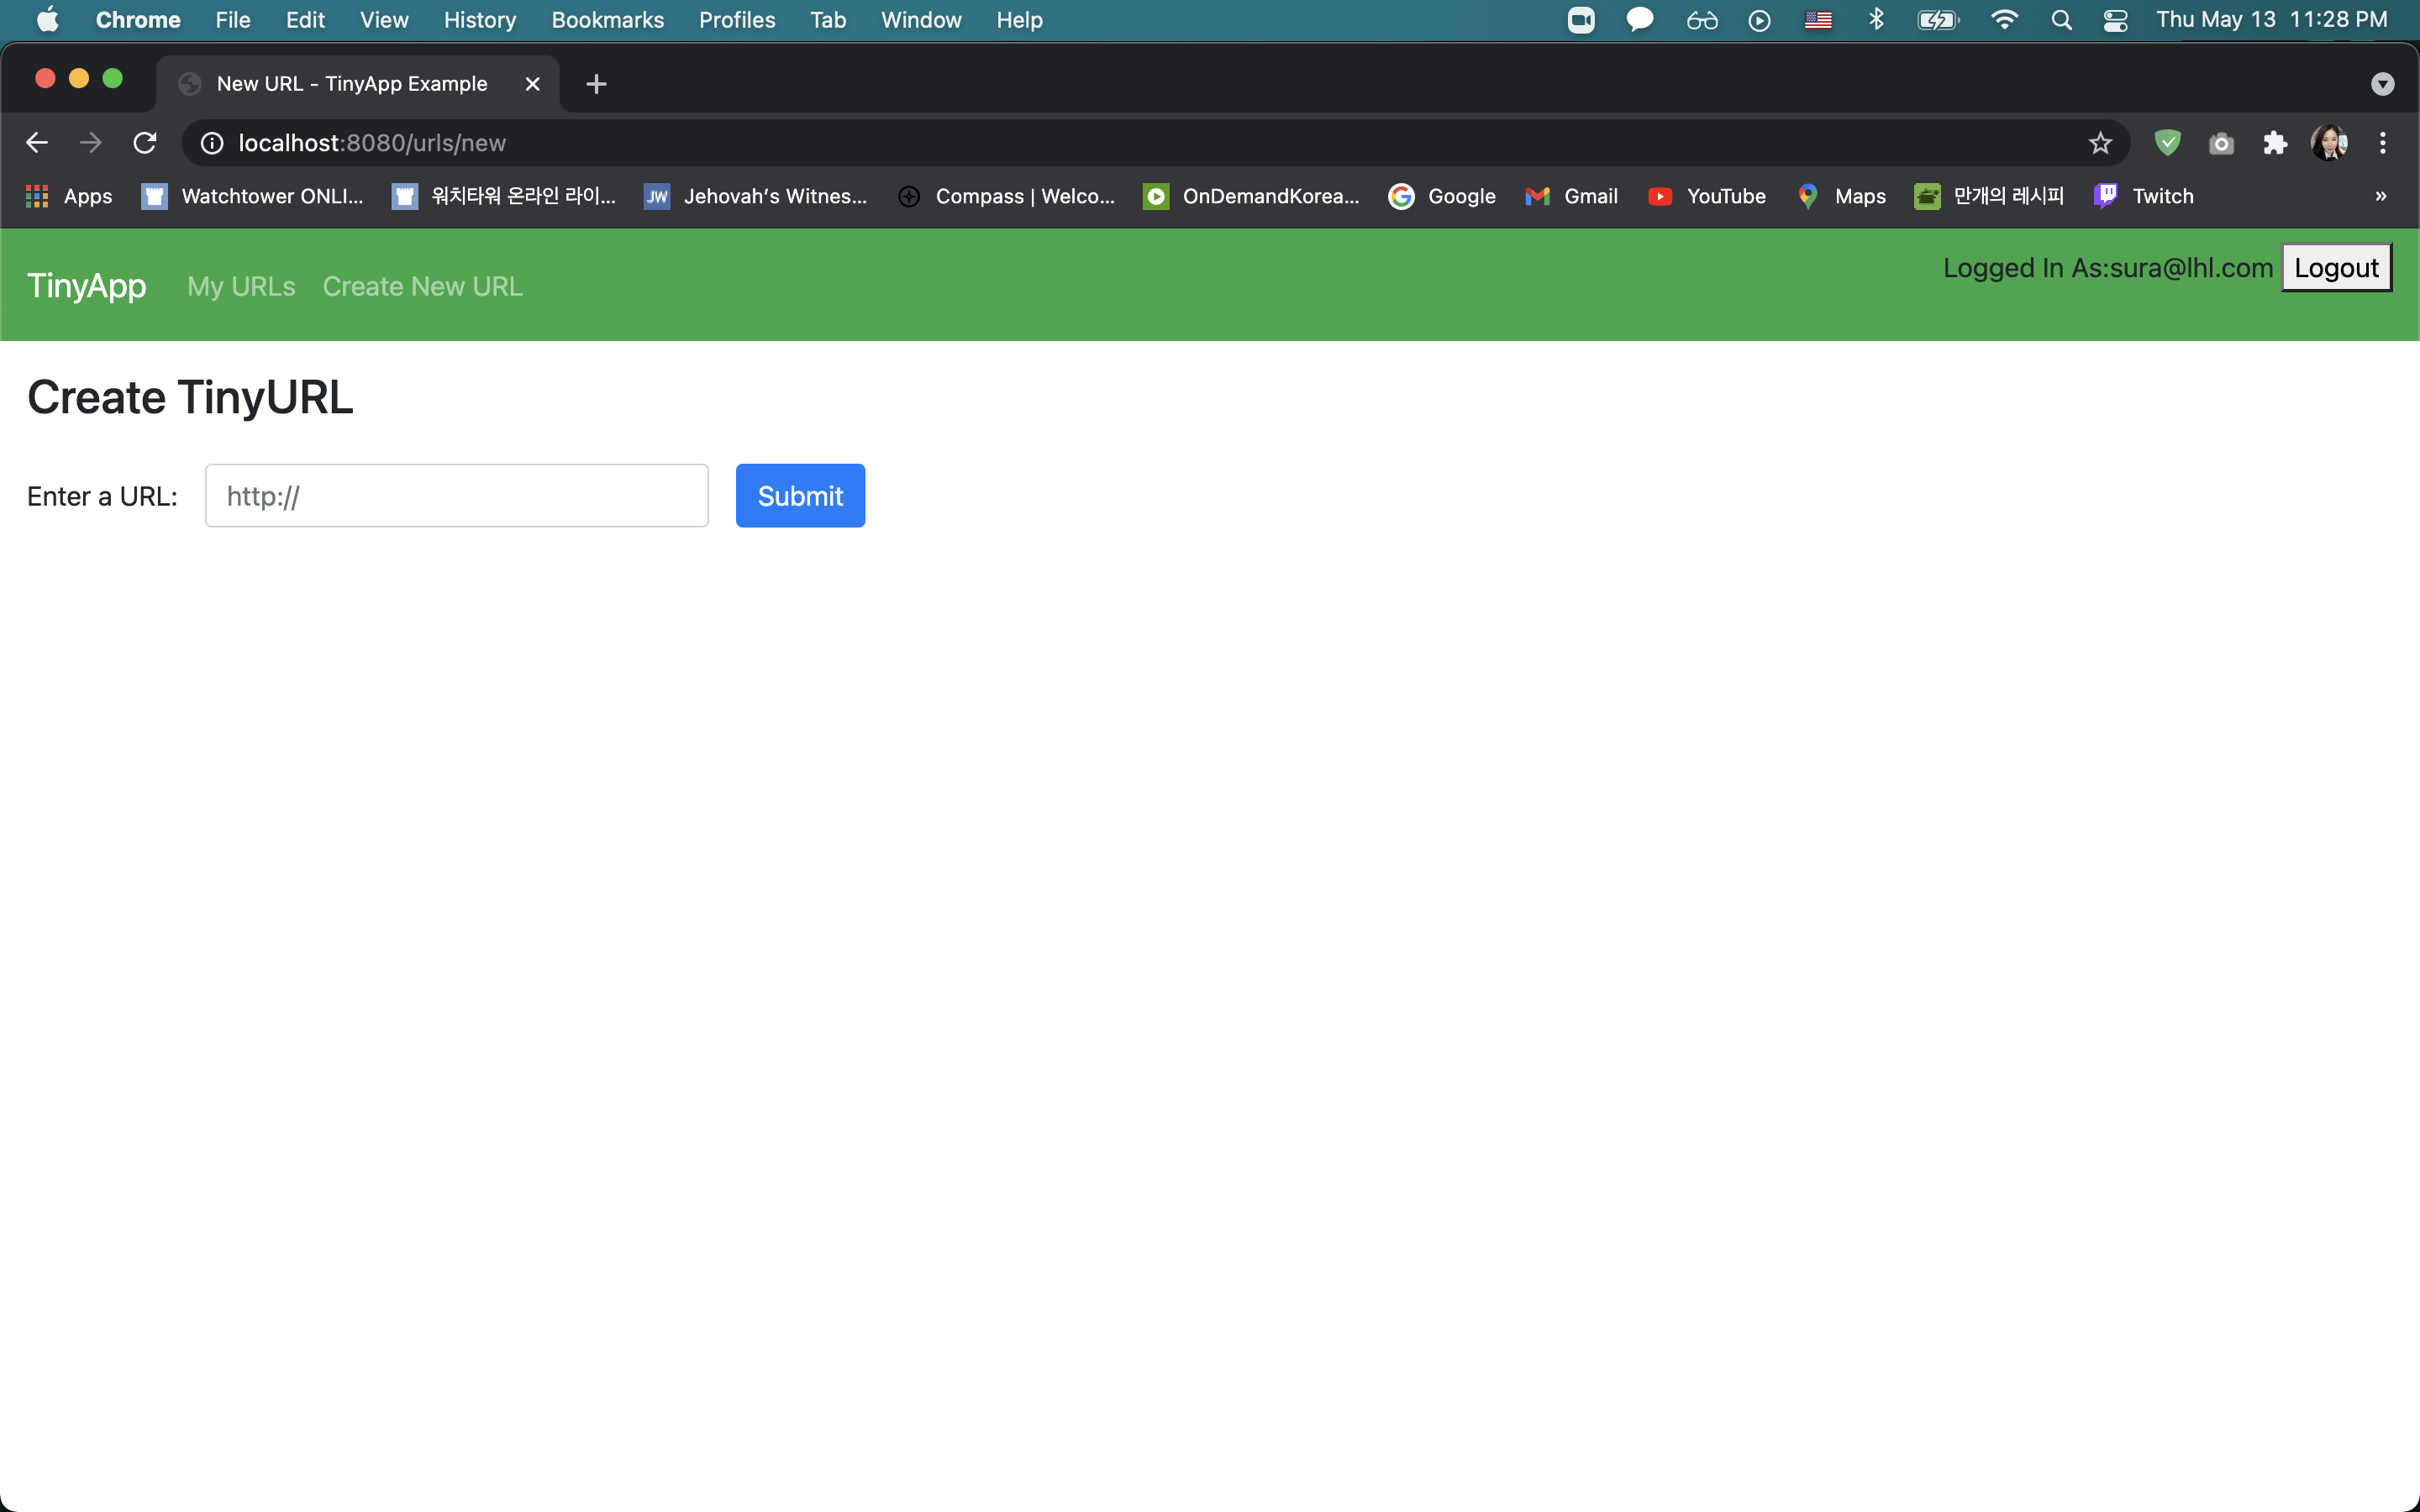 Chrome File Edit View History Bookmarks Profiles Tab Window Help Thu May 13 11:28 PM
New URL - TinyApp Example
localhost:8080/urls/new
Apps Watchtower ONLI... 워치타워 온라인 라이... JW Jehovah's Witnes... Compass | Welco... OnDemandKorea... Google Gmail YouTube Maps 만개의 레시피 Twitch »
TinyApp My URLs Create New URL Logged In As:sura@lhl.com Logout
Create TinyURL
Enter a URL: http:// Submit